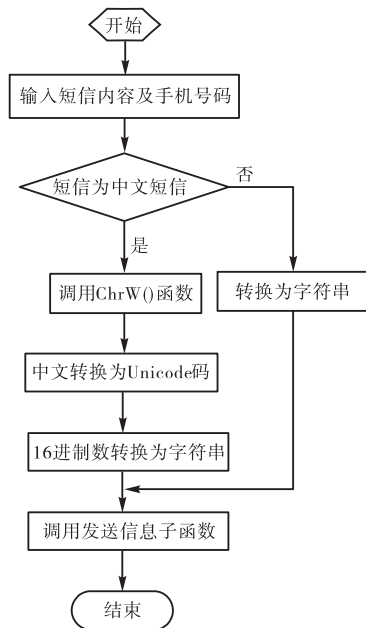 开始
输入短信内容及手机号码
短信为中文短信
否
是
调用ChrW()函数
转换为字符串
中文转换为Unicode码
16进制数转换为字符串
调用发送信息子函数
结束